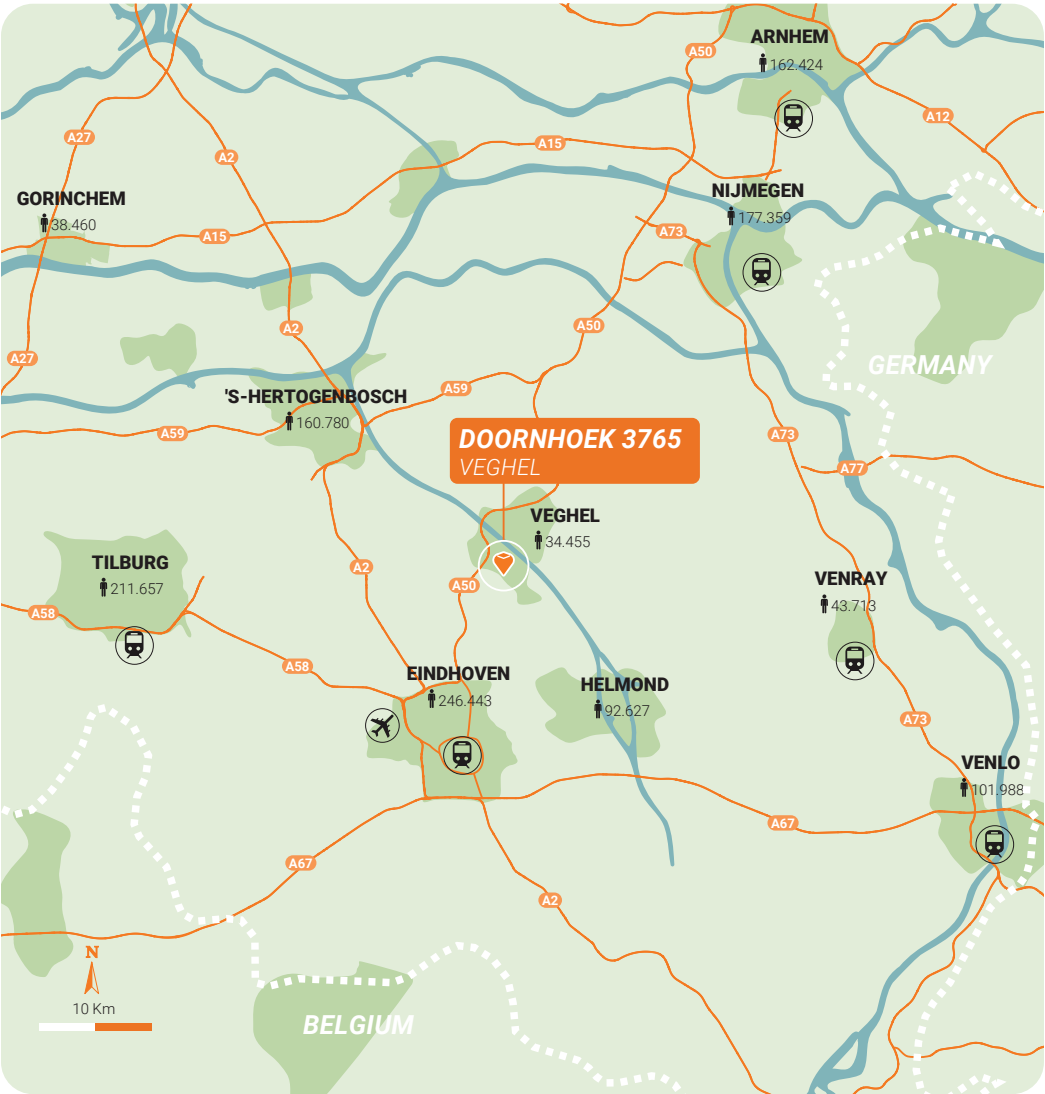 ARNHEM
A50
162.424
A12
A27
A15
A2
NIJMEGEN
GORINCHEM
177.359
38.460
A73
A15
A50
A2
A27
GERMANY
A59
'S-HERTOGENBOSCH
160.780
A59
A73
DOORNHOEK 3765
VEGHEL
A77
VEGHEL
34.455
TILBURG
A2
211.657
VENRAY
A50
43.713
A58
A58
EINDHOVEN
HELMOND
246.443
92.627
A73
VENLO
101.988
A67
A67
A2
N
10 Km
BELGIUM